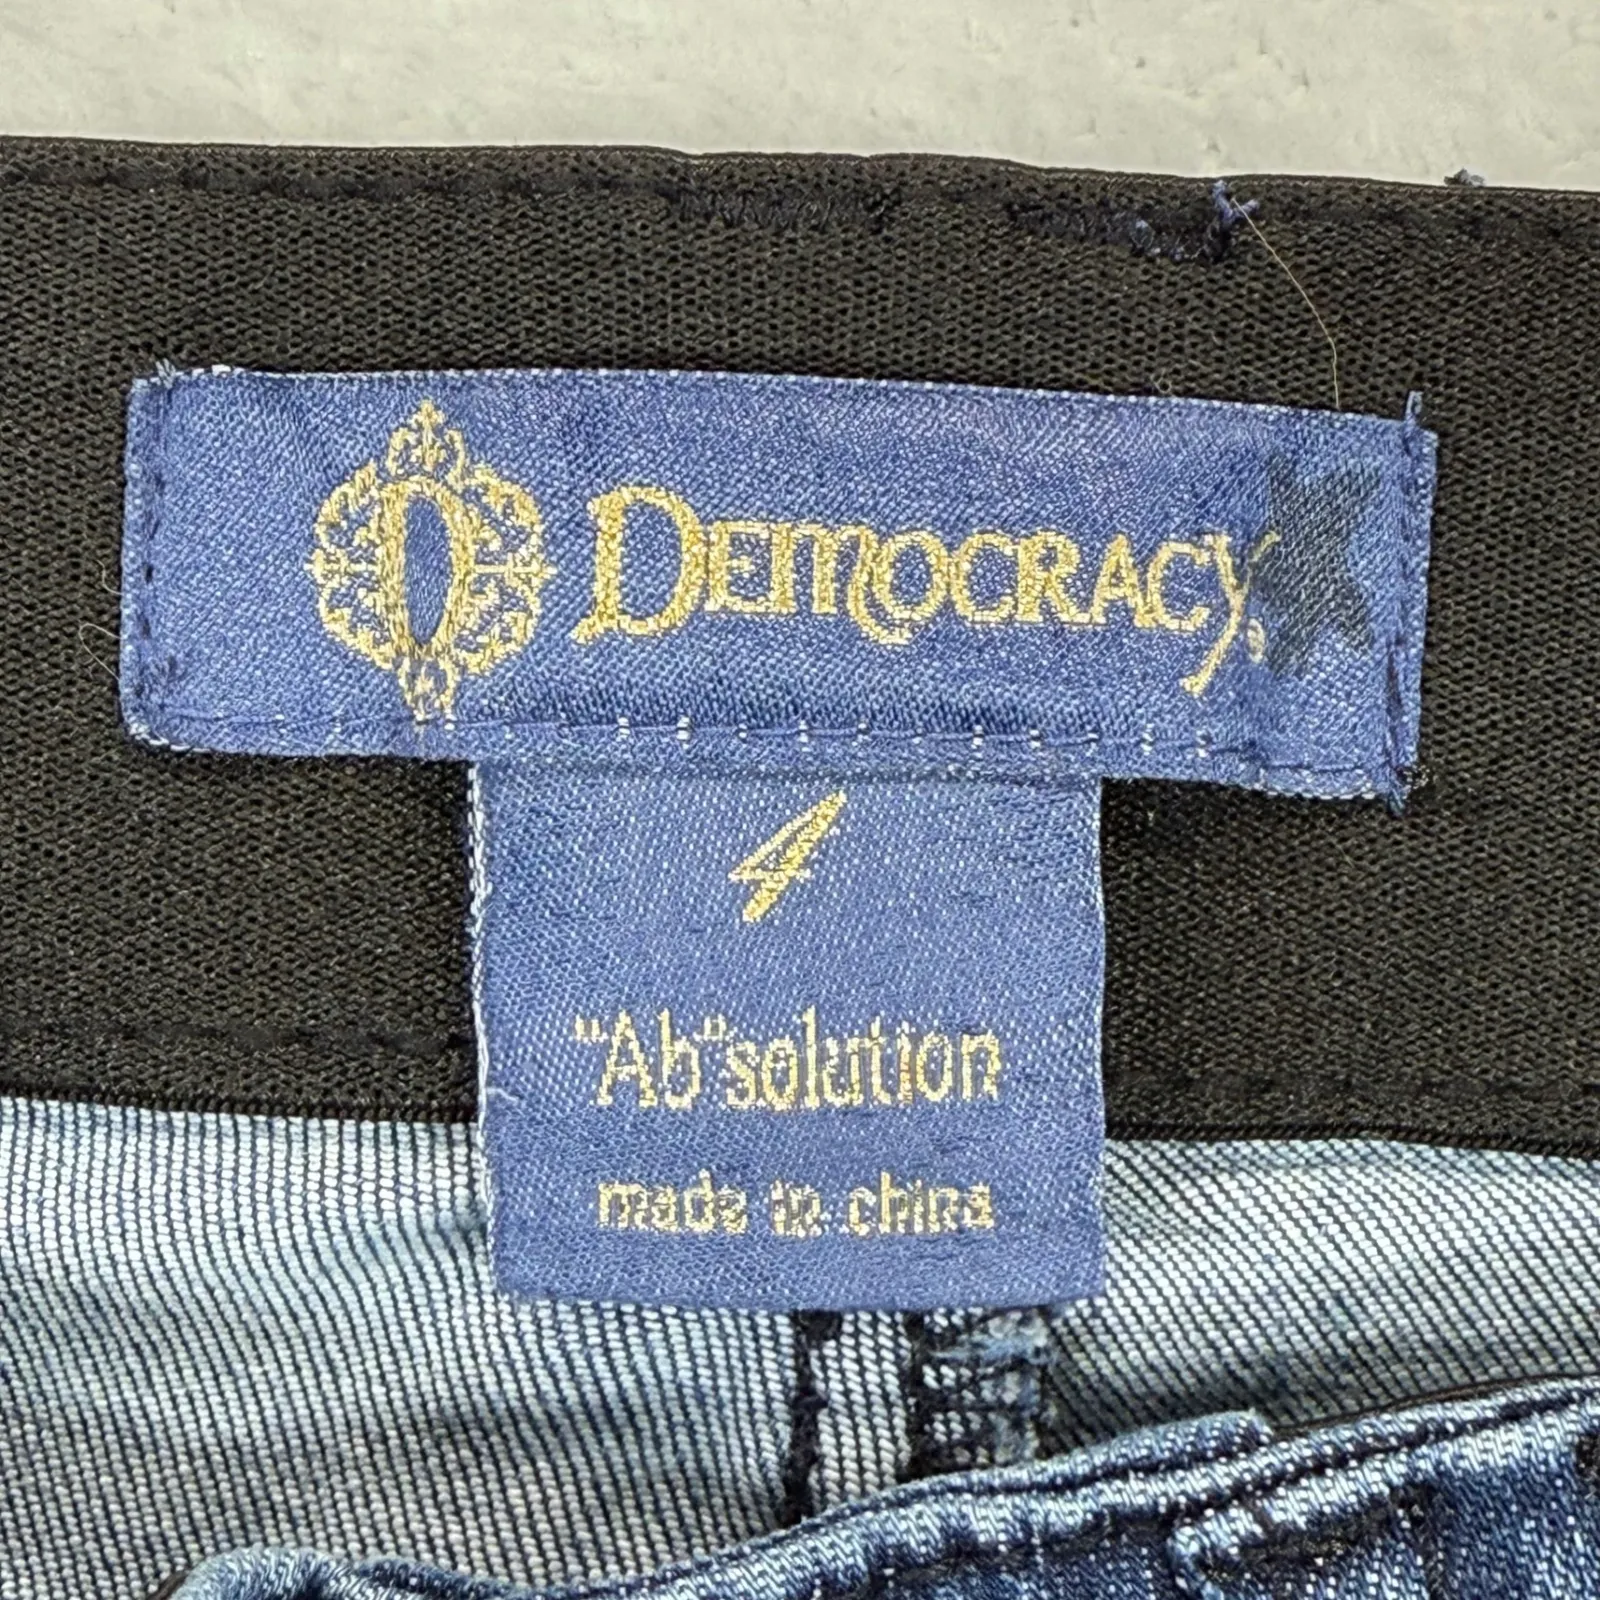 DEMOCRACY®
4
"Ab"solution
made in china